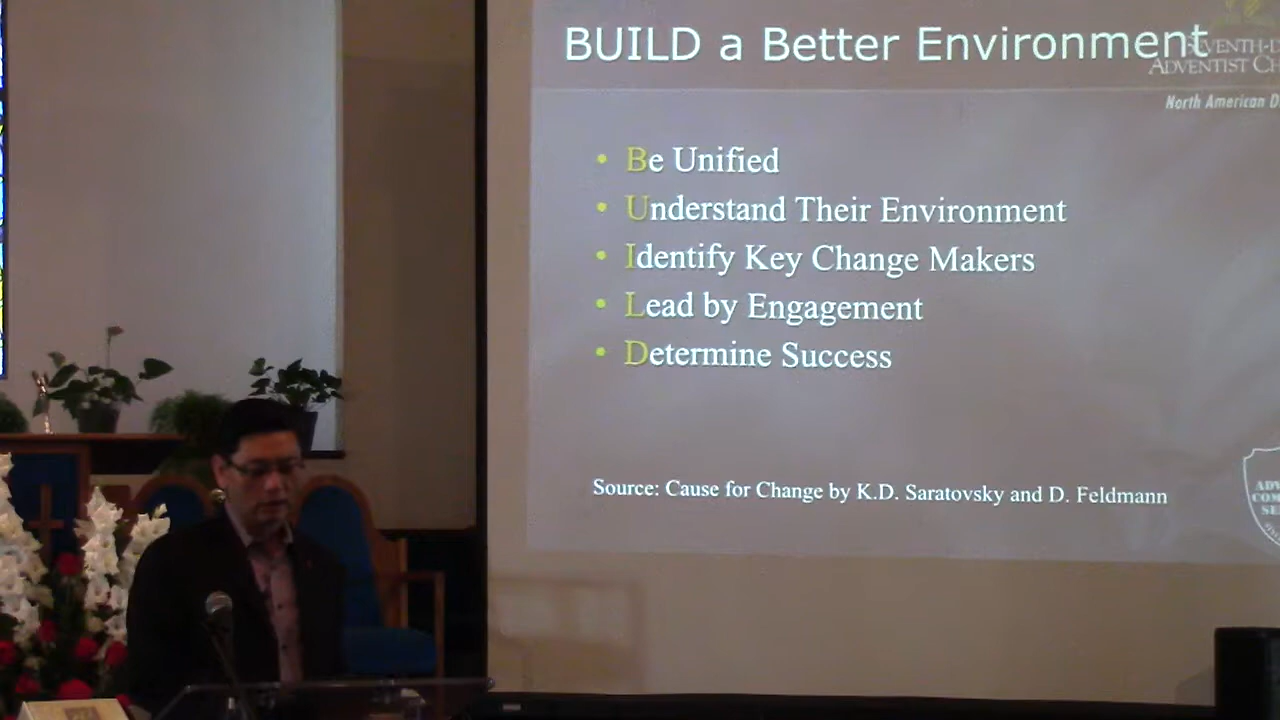 BUILD a Better Environment
ADVENTIST
North American
• Be Unified
• Understand Their Environment
• Identify Key Change Makers
• Lead by Engagement
• Determine Success
Source: Cause for Change by K.D. Saratovsky and D. Feldmann